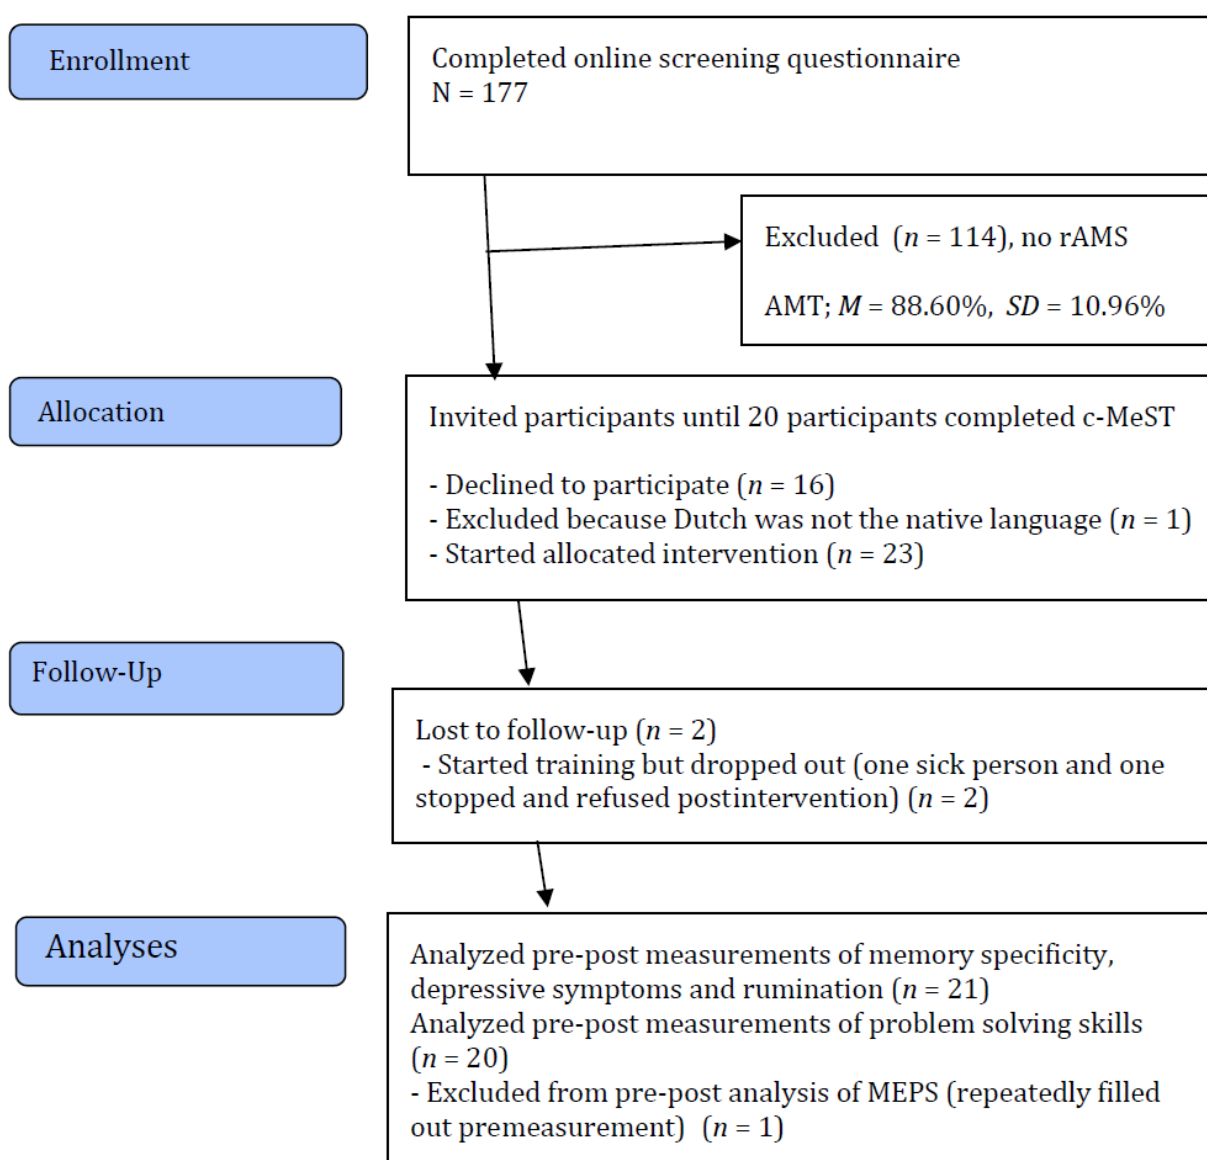 Enrollment
Completed online screening questionnaire
N = 177
Excluded (n = 114), no rAMS
AMT; M = 88.60%, SD = 10.96%
Allocation
Invited participants until 20 participants completed c-MeST
- Declined to participate (n = 16)
- Excluded because Dutch was not the native language (n = 1)
- Started allocated intervention (n = 23)
Follow-Up
Lost to follow-up (n = 2)
- Started training but dropped out (one sick person and one
stopped and refused postintervention) (n = 2)
Analyses
Analyzed pre-post measurements of memory specificity,
depressive symptoms and rumination (n = 21)
Analyzed pre-post measurements of problem solving skills
(n = 20)
- Excluded from pre-post analysis of MEPS (repeatedly filled
out premeasurement) (n = 1)